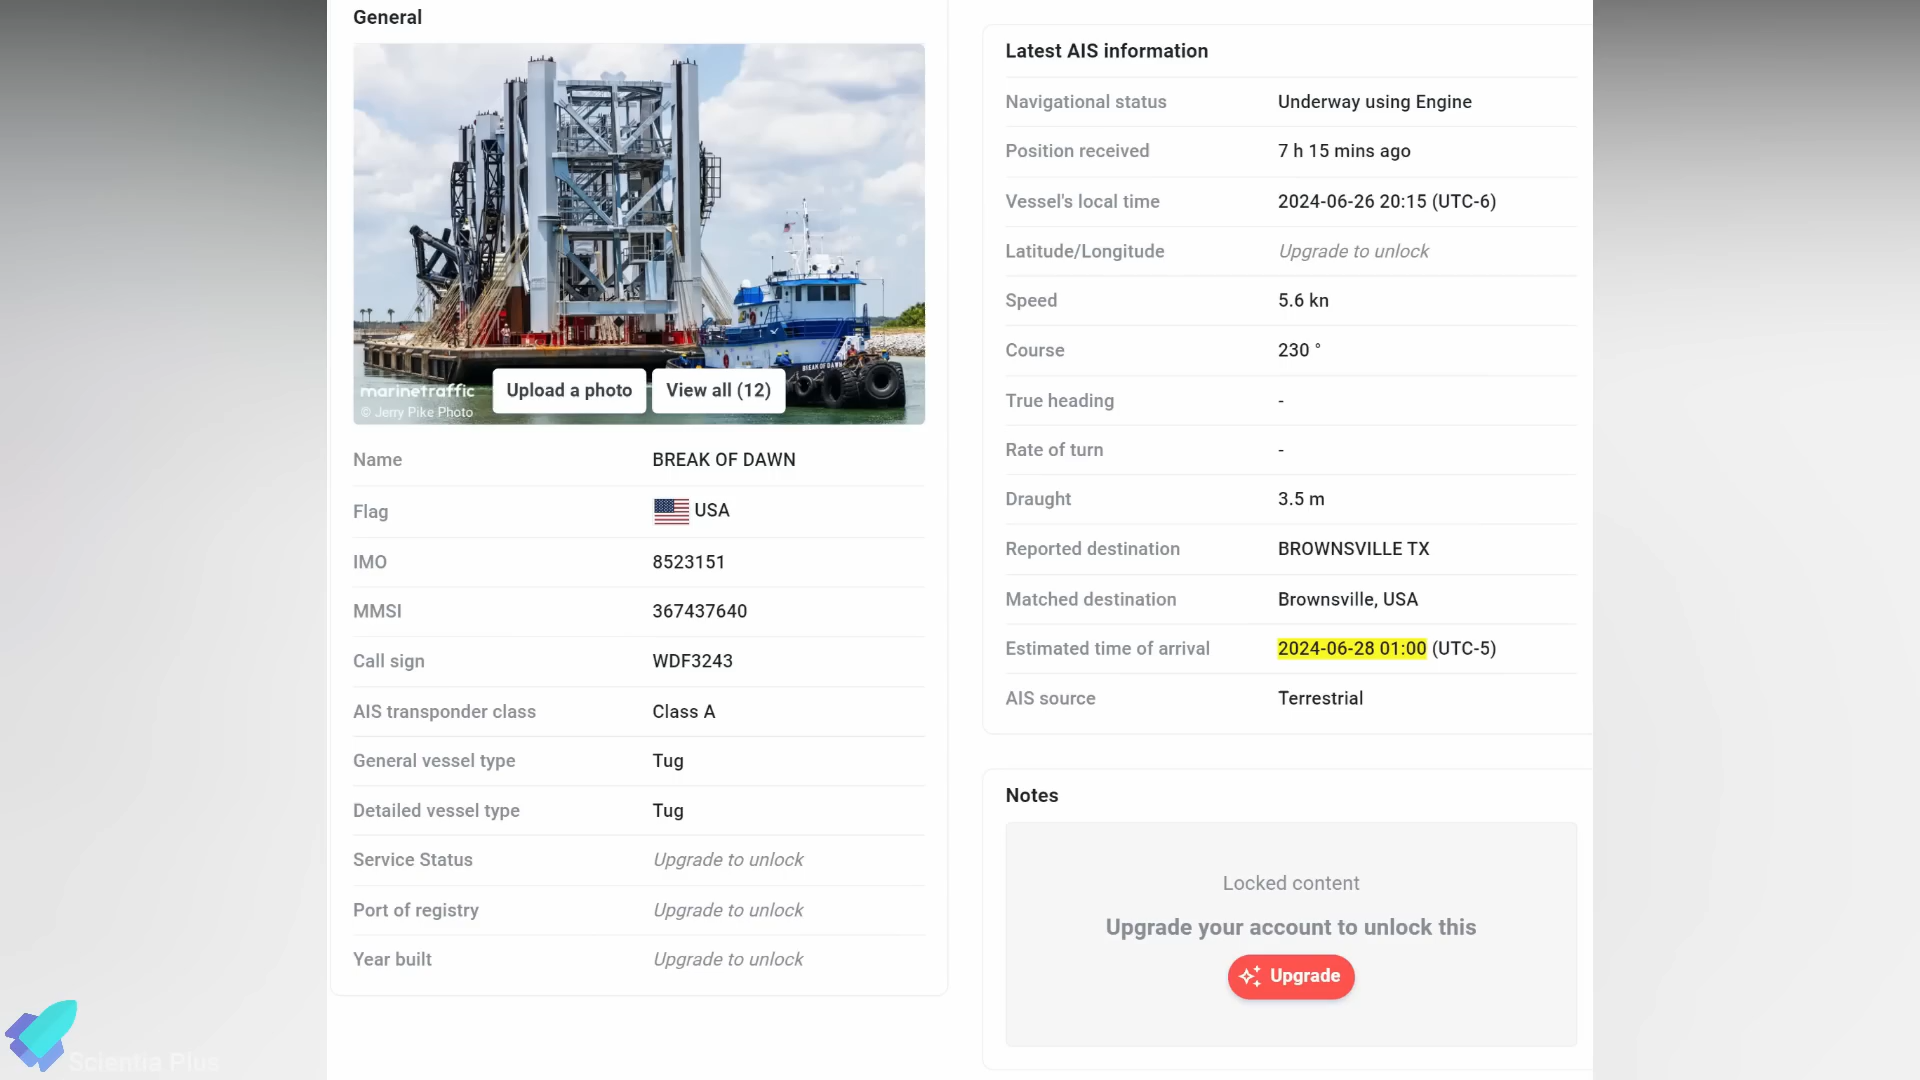 General
marinetraffic
© Jerry Pike Photo
Upload a photo
View all (12)
BREAK OF DAWN
Name BREAK OF DAWN
Flag USA
IMO 8523151
MMSI 367437640
Call sign WDF3243
AIS transponder class Class A
General vessel type Tug
Detailed vessel type Tug
Service Status Upgrade to unlock
Port of registry Upgrade to unlock
Year built Upgrade to unlock
Latest AIS information
Navigational status Underway using Engine
Position received 7 h 15 mins ago
Vessel's local time 2024-06-26 20:15 (UTC-6)
Latitude/Longitude Upgrade to unlock
Speed 5.6 kn
Course 230 °
True heading -
Rate of turn -
Draught 3.5 m
Reported destination BROWNSVILLE TX
Matched destination Brownsville, USA
Estimated time of arrival 2024-06-28 01:00 (UTC-5)
AIS source Terrestrial
Notes
Locked content
Upgrade your account to unlock this
Upgrade
Scientia Plus